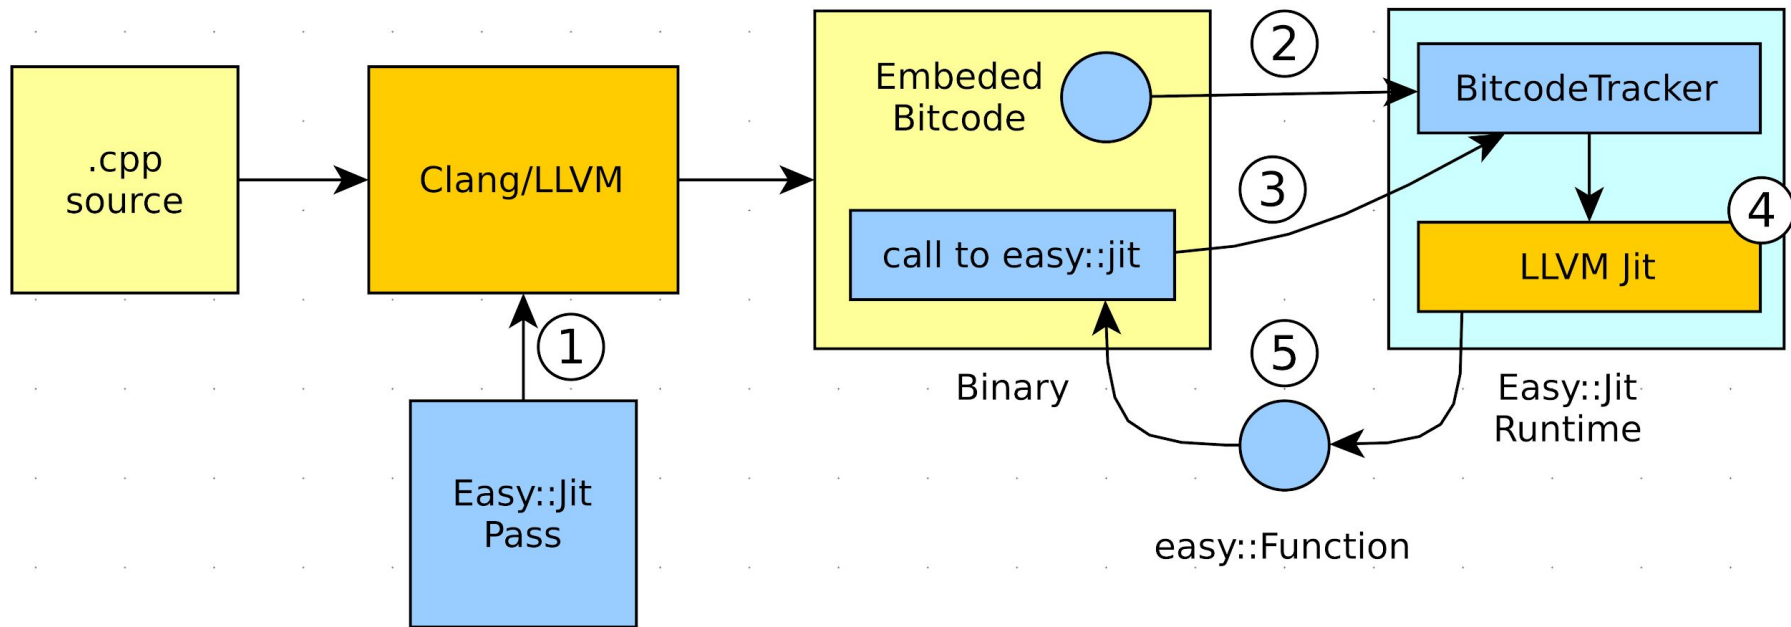 .cpp
source
Clang/LLVM
1
Easy::Jit
Pass
Embeded
Bitcode
call to easy::jit
Binary
2
3
BitcodeTracker
4
LLVM Jit
Easy::Jit
Runtime
5
easy::Function